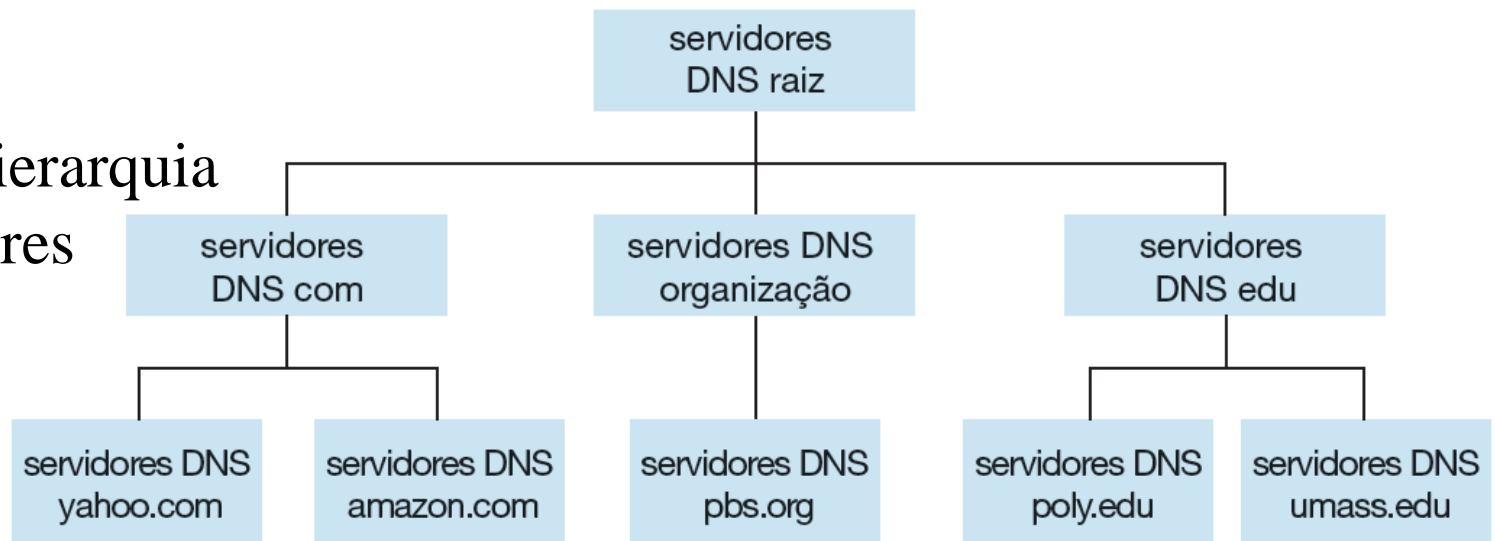 servidores
DNS raiz
ierarquia
res
servidores
DNS com
servidores DNS
organização
servidores
DNS edu
servidores DNS
yahoo.com
servidores DNS
amazon.com
servidores DNS
pbs.org
servidores DNS
poly.edu
servidores DNS
umass.edu